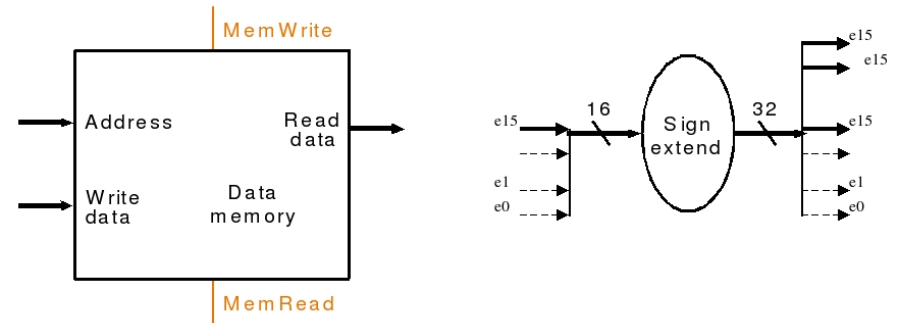 MemWrite
Address
Read
data
Write
data
Data
memory
MemRead
e15
e1
e0
16
Sign
extend
32
e15
e15
e15
e1
e0